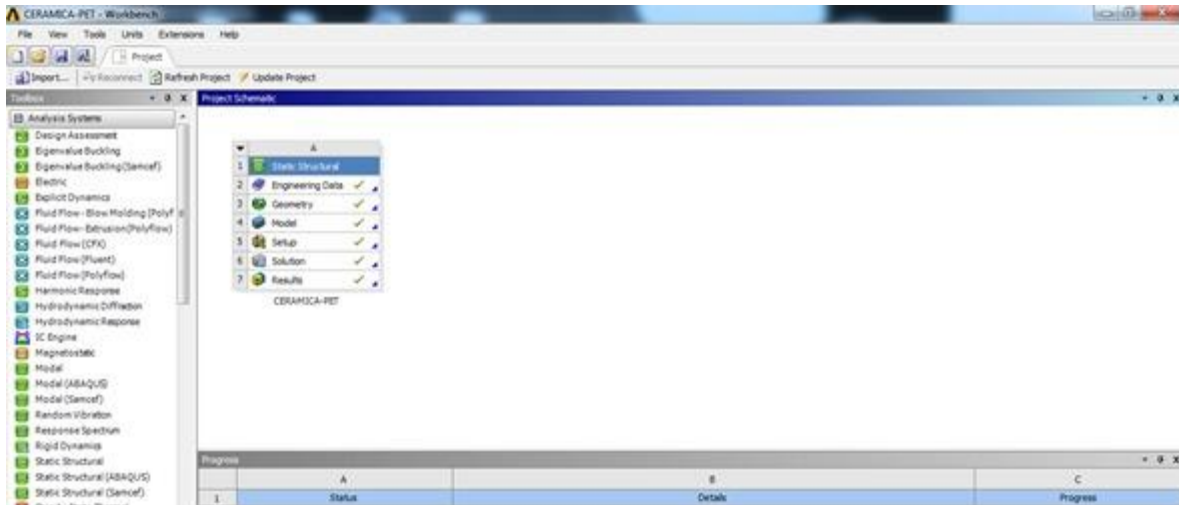 CERAMICA-PET - Workbench
File View Tools Units Extensions Help
Project
Import... Reconnect Refresh Project Update Project
Toolbox
Project Schematic
Analysis Systems
Design Assessment
Eigenvalue Buckling
Eigenvalue Buckling (Samcef)
Electric
Explicit Dynamics
Fluid Flow - Blow Molding (Polyf
Fluid Flow - Extrusion (Polyflow)
Fluid Flow (CFX)
Fluid Flow (Fluent)
Fluid Flow (Polyflow)
Harmonic Response
Hydrodynamic Diffraction
Hydrodynamic Response
IC Engine
Magnetostatic
Modal
Modal (ABAQUS)
Modal (Samcef)
Random Vibration
Response Spectrum
Rigid Dynamics
Static Structural
Static Structural (ABAQUS)
Static Structural (Samcef)
A
1 Static Structural
2 Engineering Data
3 Geometry
4 Model
5 Setup
6 Solution
7 Results
CERAMICA-PET
Progress
A B C
1 Status Details Progress